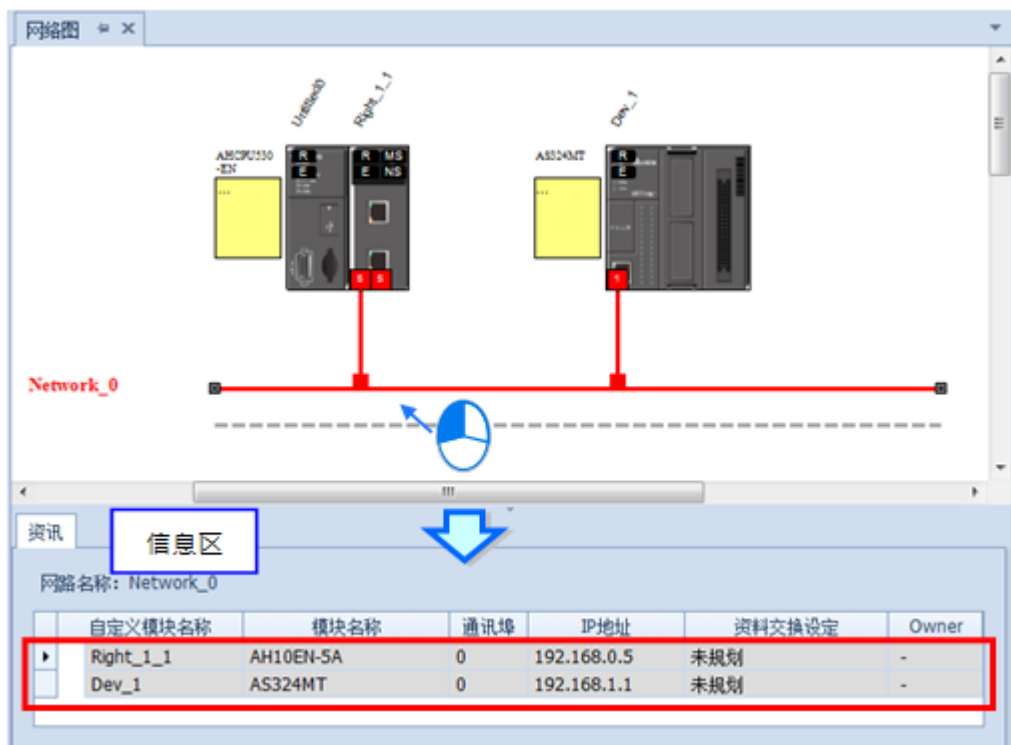 网络图
Untitled0
Right_1_1
Dev_1
AHCPU530
-EN
...
R
E
R MS
E NS
AS324MT
...
R
E
5 5
1
Network_0
资讯
信息区
网络名称: Network_0
自定义模块名称 模块名称 通讯埠 IP地址 资料交换设定 Owner
Right_1_1 AH10EN-5A 0 192.168.0.5 未规划 -
Dev_1 AS324MT 0 192.168.1.1 未规划 -